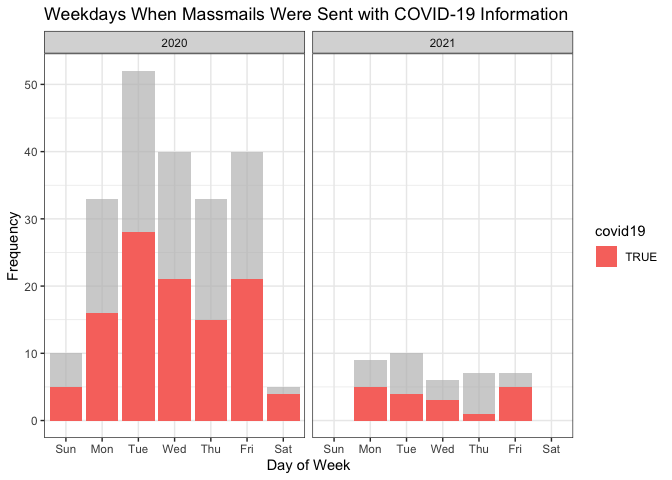 Weekdays When Massmails Were Sent with COVID-19 Information
2020
2021
50
40
30
20
10
0
Frequency
Sun Mon Tue Wed Thu Fri Sat
Sun Mon Tue Wed Thu Fri Sat
Day of Week
covid19
TRUE